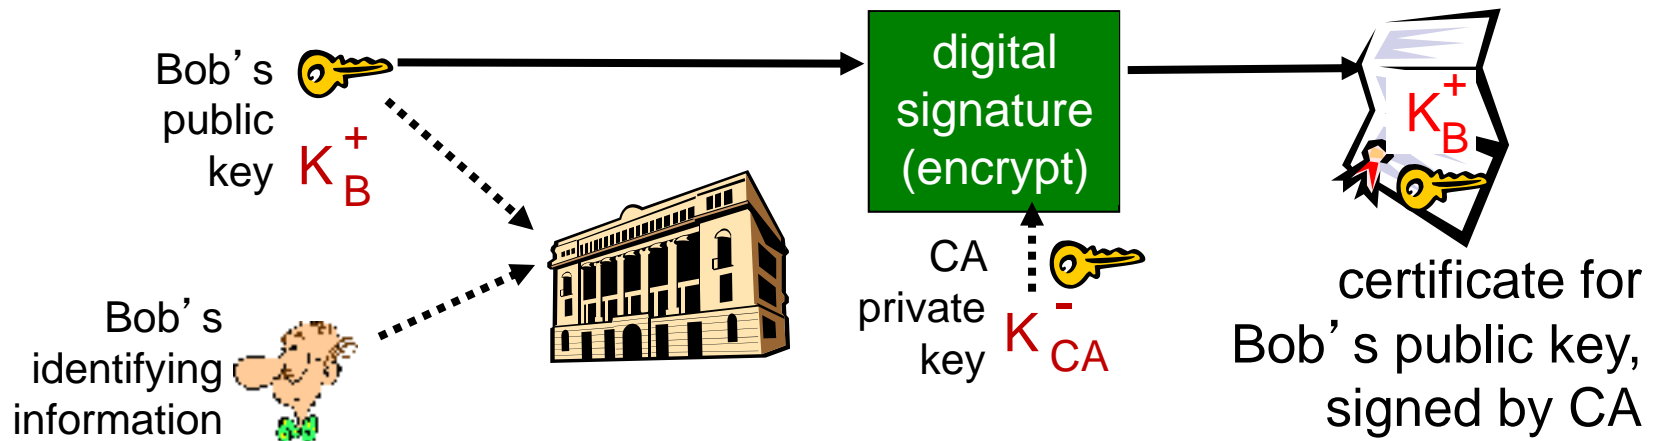 Bob's
public
key
K+B
digital
signature
(encrypt)
K+B
CA
private
key
K-CA
certificate for
Bob's public key,
signed by CA
Bob's
identifying
information